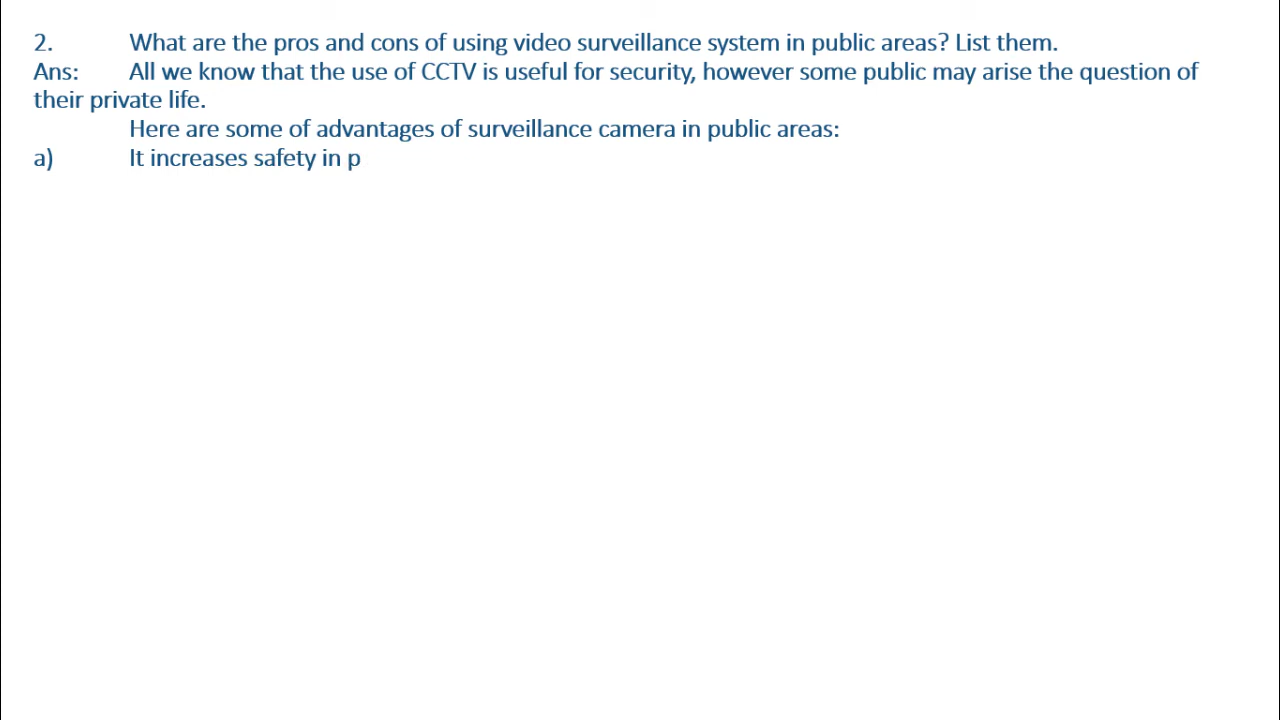 2. What are the pros and cons of using video surveillance system in public areas? List them.
Ans: All we know that the use of CCTV is useful for security, however some public may arise the question of
their private life.
Here are some of advantages of surveillance camera in public areas:
a) It increases safety in p